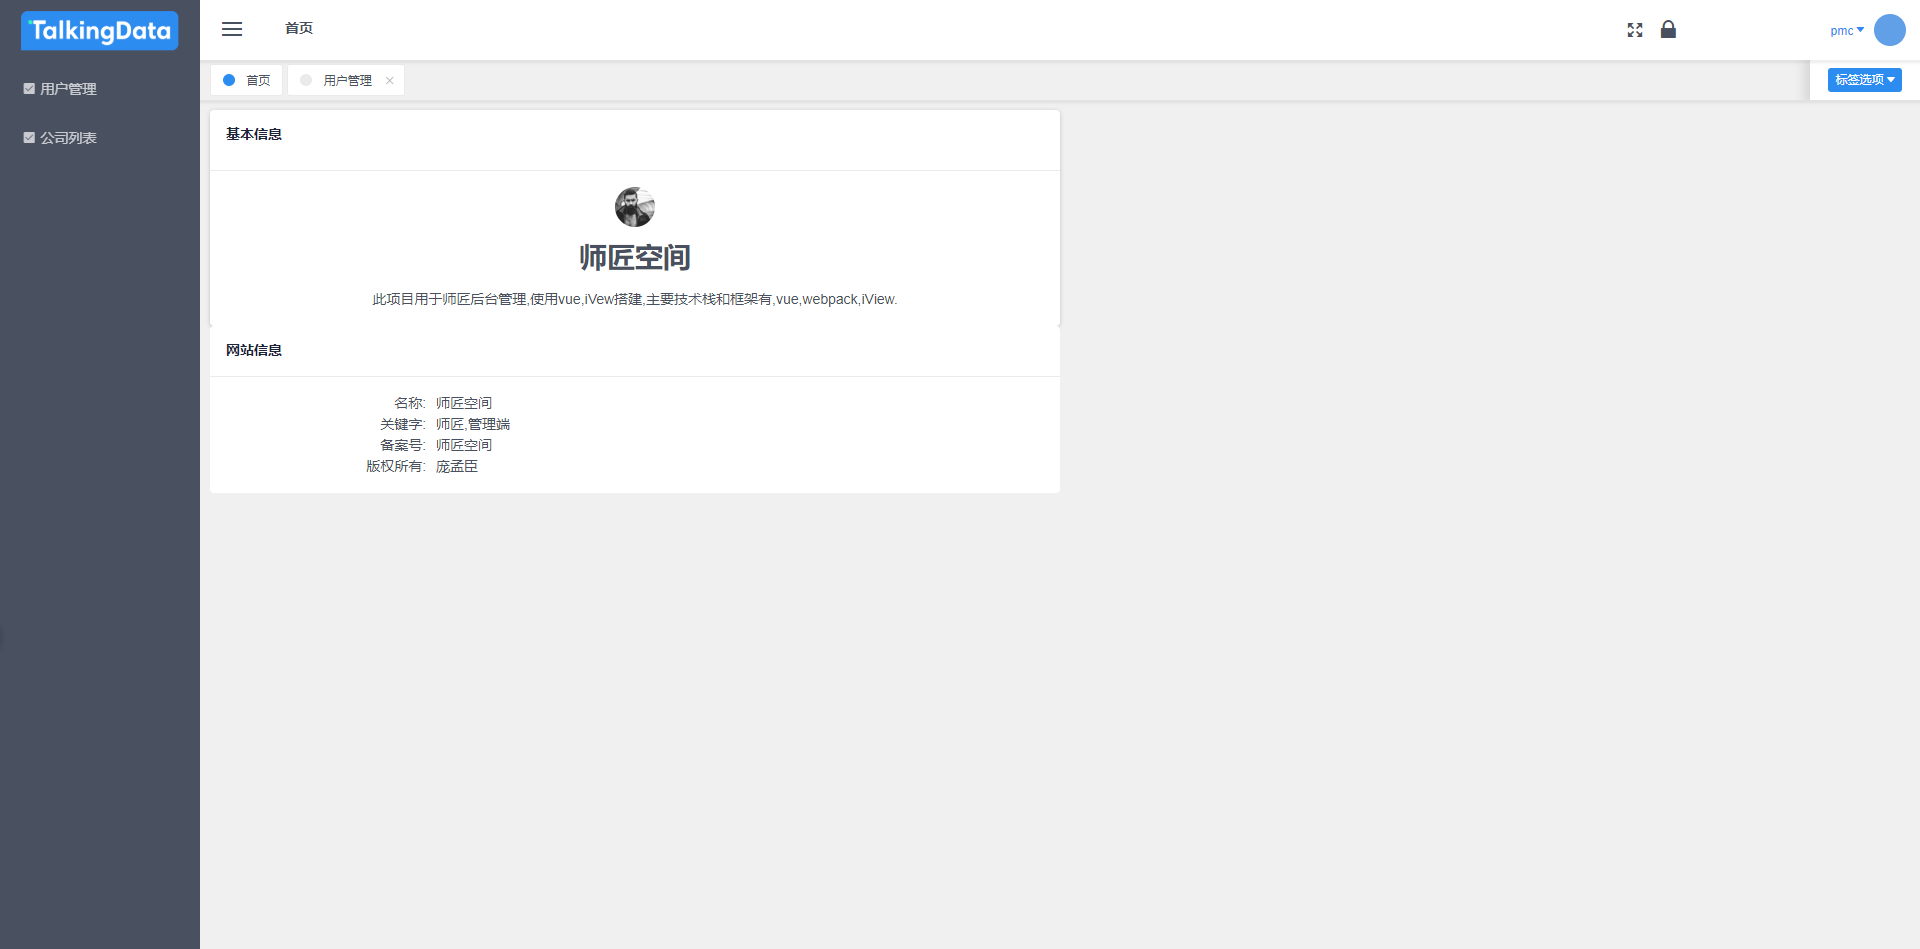 TalkingData
首页
pmc
首页
用户管理
标签选项
用户管理
公司列表
基本信息
师匠空间
此项目用于师匠后台管理,使用vue,iVew搭建,主要技术栈和框架有,vue,webpack,iView.
网站信息
名称: 师匠空间
关键字: 师匠,管理端
备案号: 师匠空间
版权所有: 庞孟臣